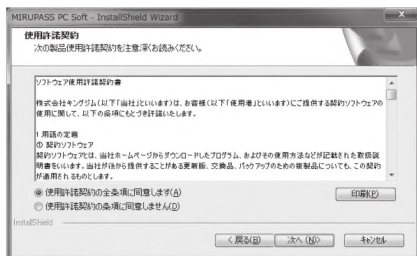 MIRUPASS PC Soft - InstallShield Wizard
使用許諾契約
次の製品使用許諾契約を注意深くお読みください。
ソフトウェア使用許諾契約書
株式会社キングジム(以下「当社」といいます)は、お客様(以下「使用者」といいます)にご提供する契約ソフトウェアの
使用に関して、以下の条項にもとづき許諾いたします。
1 用語の定義
① 契約ソフトウェア
契約ソフトウェアとは、当社ホームページからダウンロードしたプログラム、およびその使用方法などが記載された取扱説
明書をいいます。当社が後から提供することがある更新版、交換品、バックアップのための複製品についても、この契約
が適用されるものとします。
使用許諾契約の全条項に同意します(A)
印刷(P)
使用許諾契約の条項に同意しません(D)
InstallShield
< 戻る(B)
次へ (N)>
キャンセル